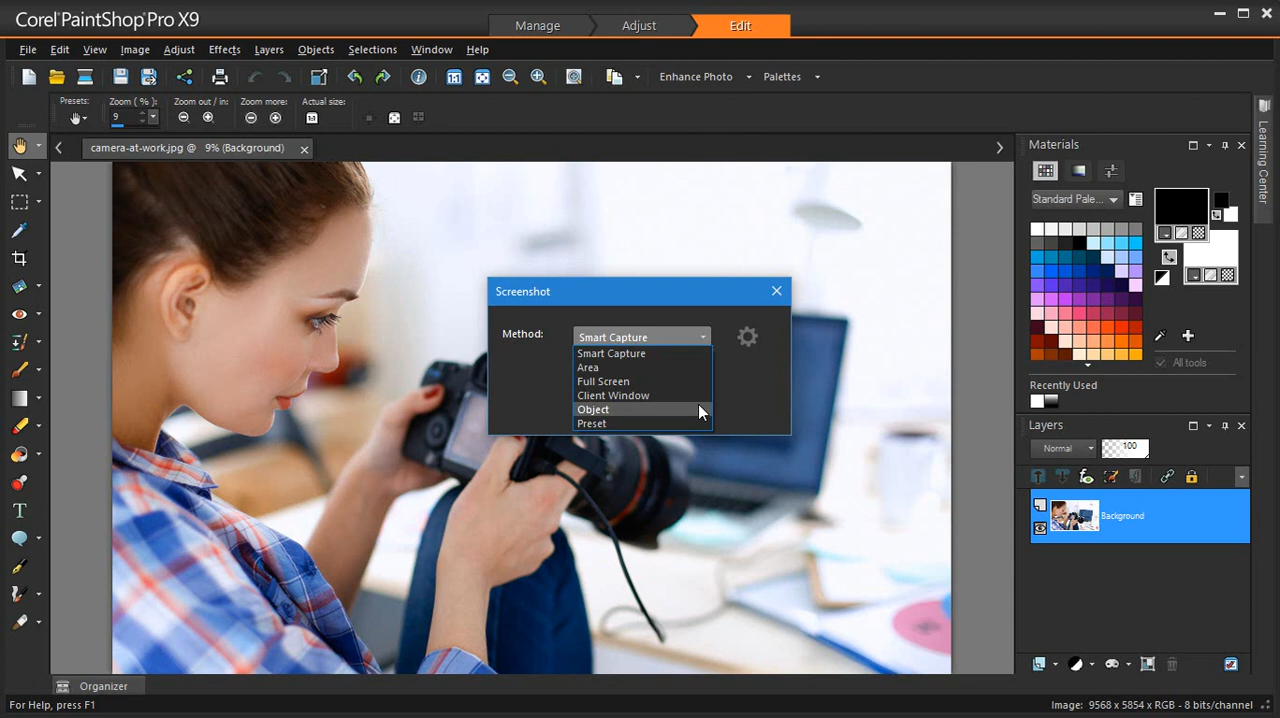 Corel® PaintShop® Pro X9
Manage
Adjust
Edit
File Edit View Image Adjust Effects Layers Objects Selections Window Help
Enhance Photo
Palettes
Presets:
Zoom ( % ):
9
Zoom out / in:
Zoom more:
Actual size:
camera-at-work.jpg @ 9% (Background)
Screenshot
Method:
Smart Capture
Smart Capture
Area
Full Screen
Client Window
Object
Preset
Materials
Standard Pale...
All tools
Recently Used
Layers
Normal
100
Background
Learning Center
Organizer
For Help, press F1
Image: 9568 x 5854 x RGB - 8 bits/channel